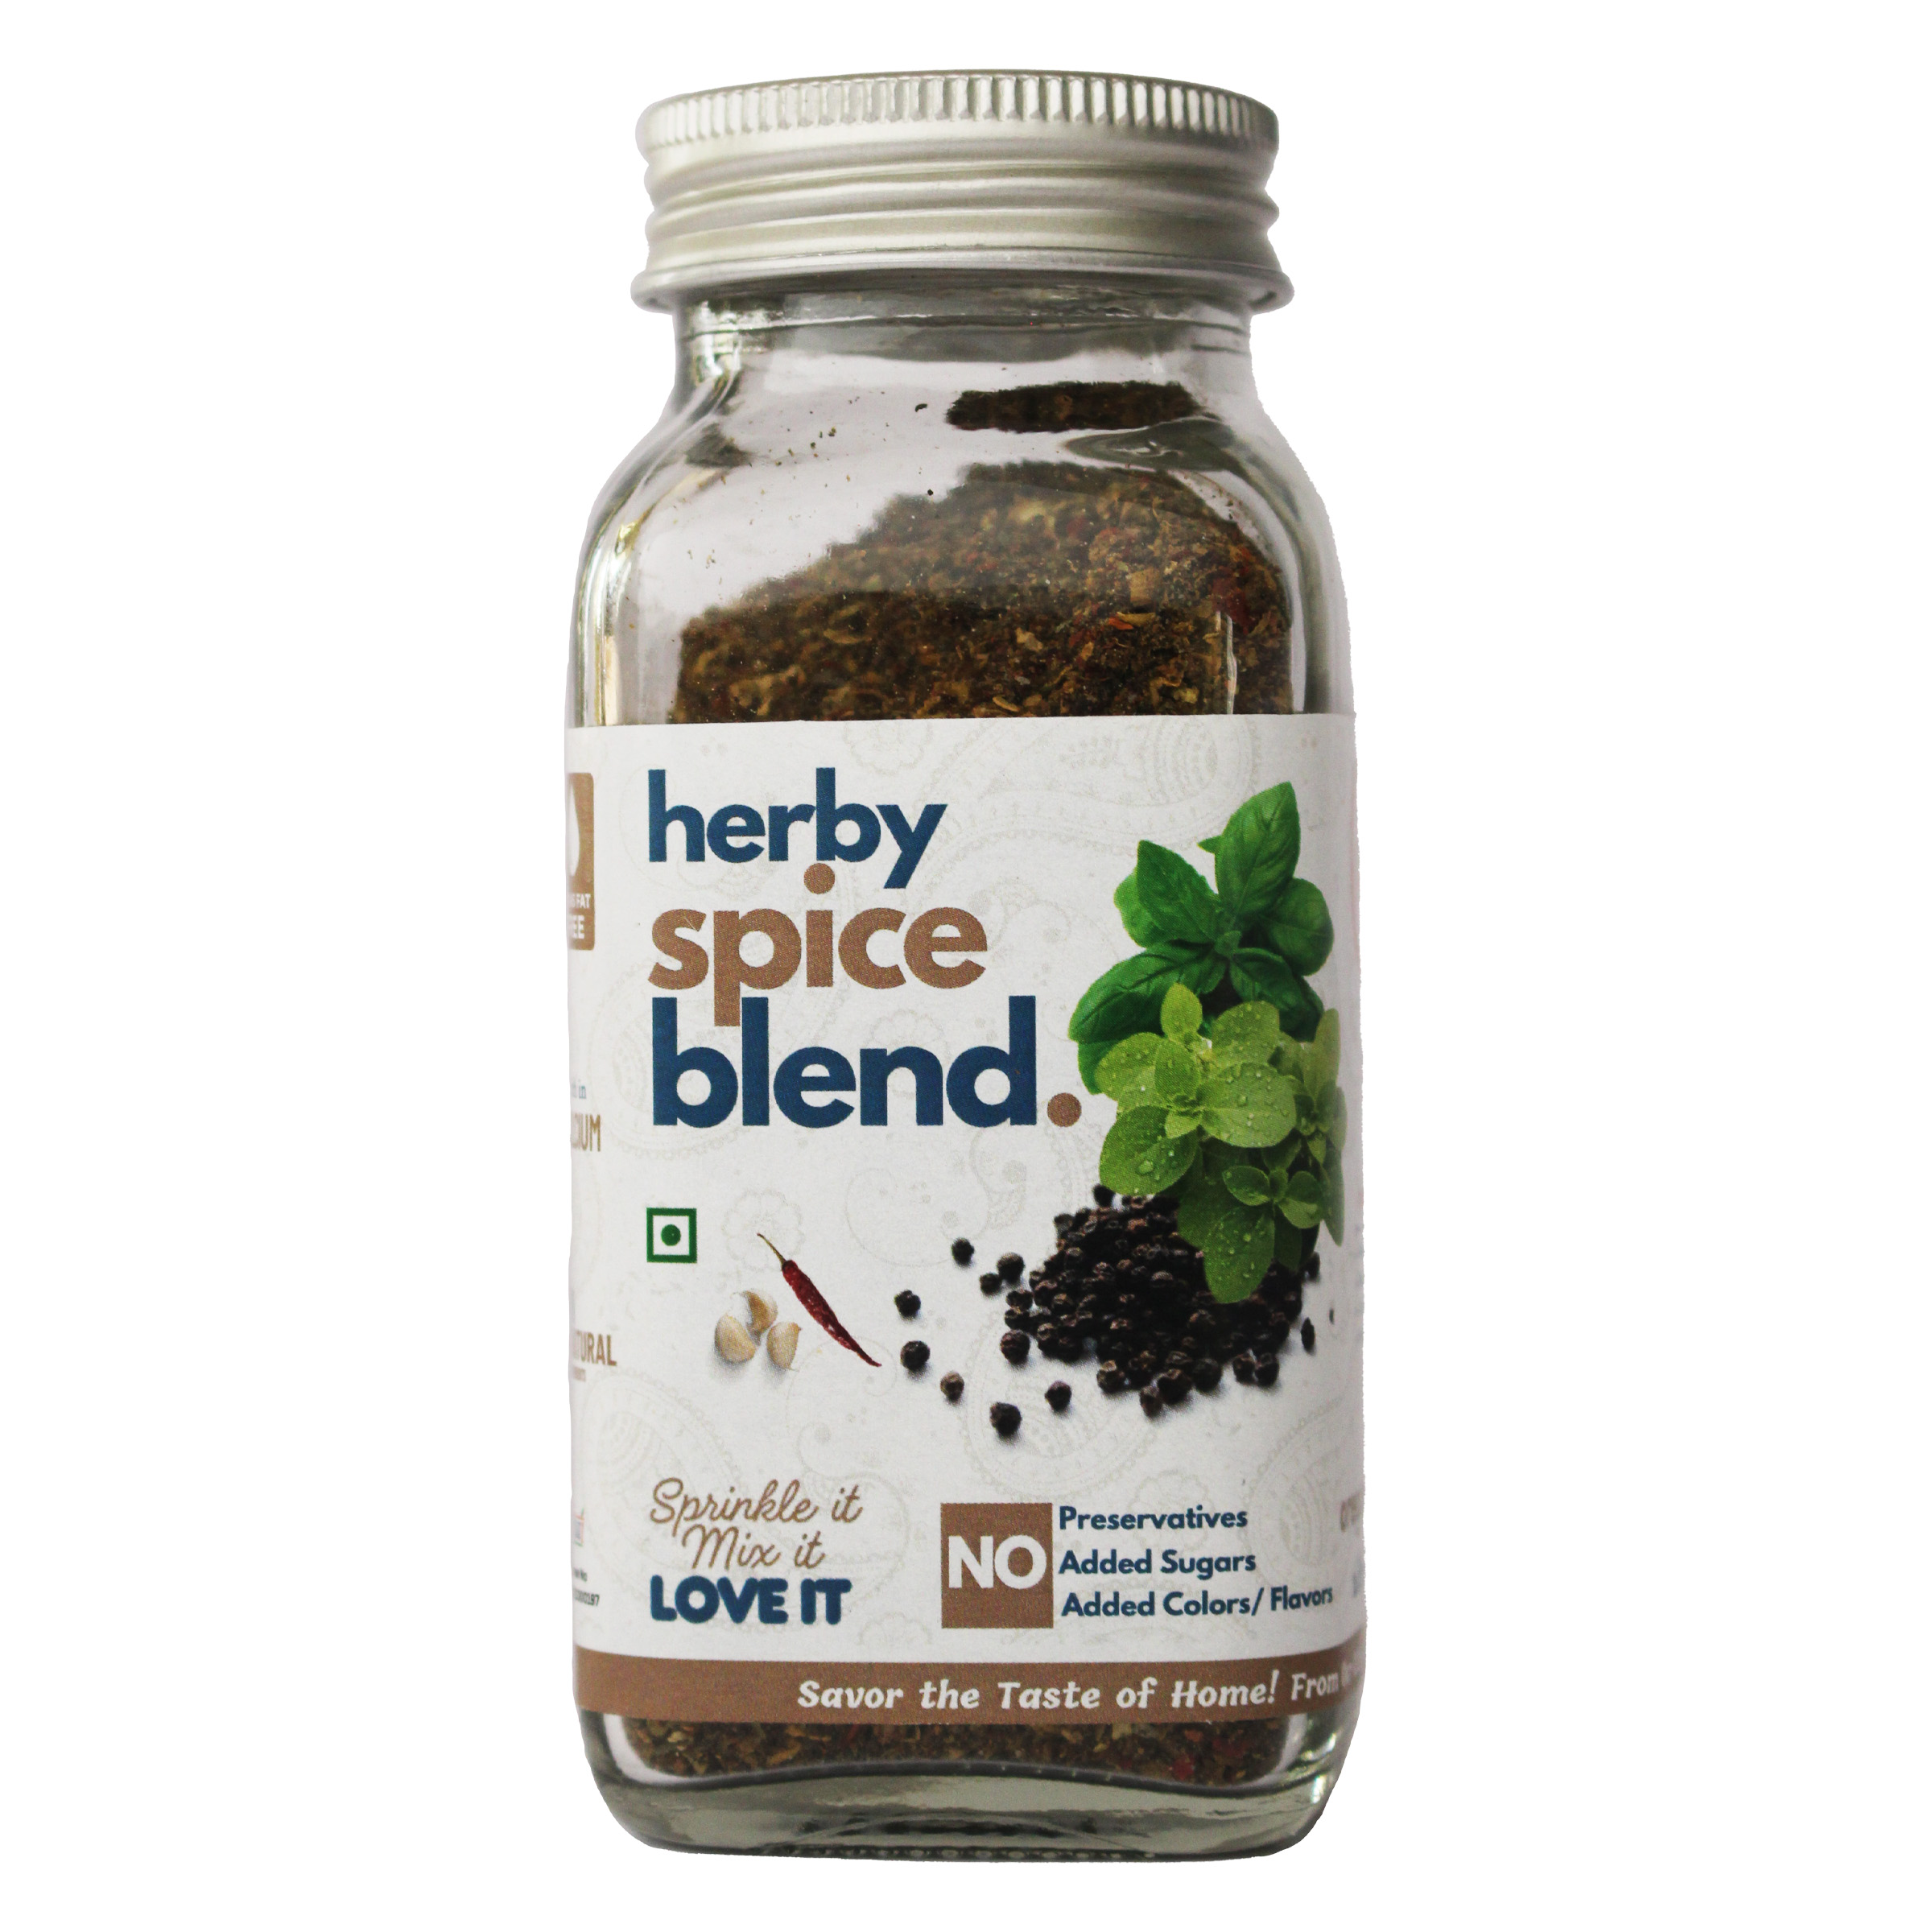 herby
spice
blend.
Sprinkle it
Mix it
LOVE IT
NO
Preservatives
Added Sugars
Added Colors/ Flavors
Savor the Taste of Home! From